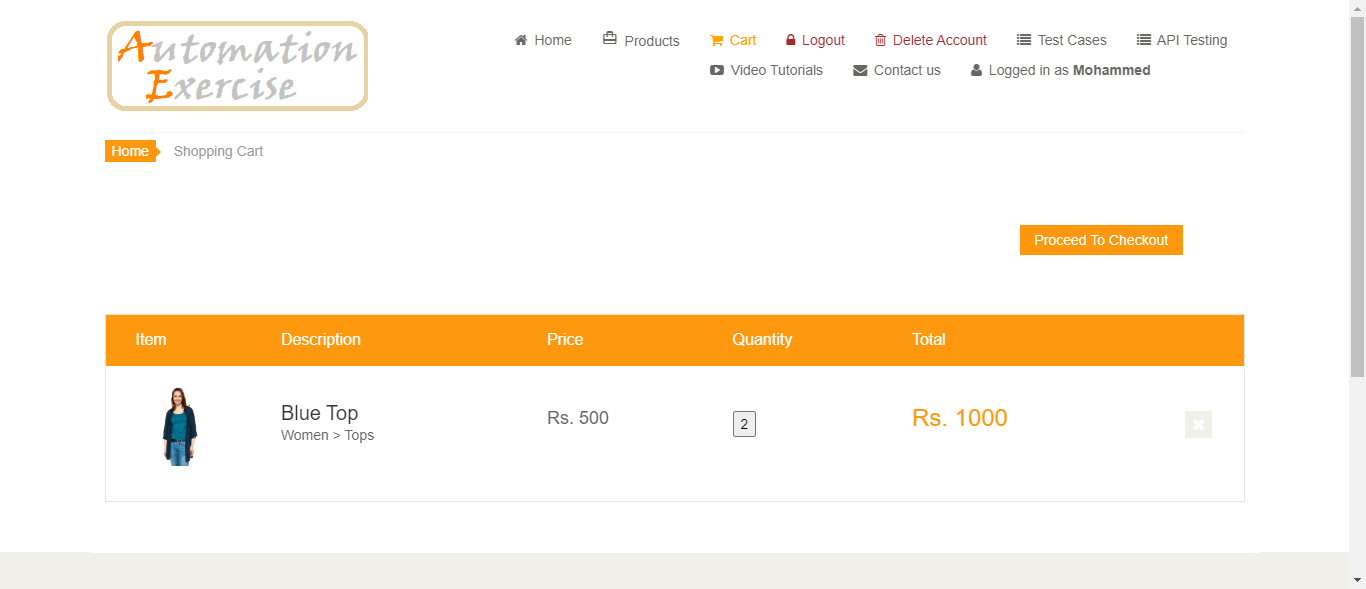 Automation
Exercise
Home Products Cart Logout Delete Account Test Cases API Testing
Video Tutorials Contact us Logged in as Mohammed
Home Shopping Cart
Proceed To Checkout
Item Description Price Quantity Total
Blue Top
Women > Tops
Rs. 500
2
Rs. 1000